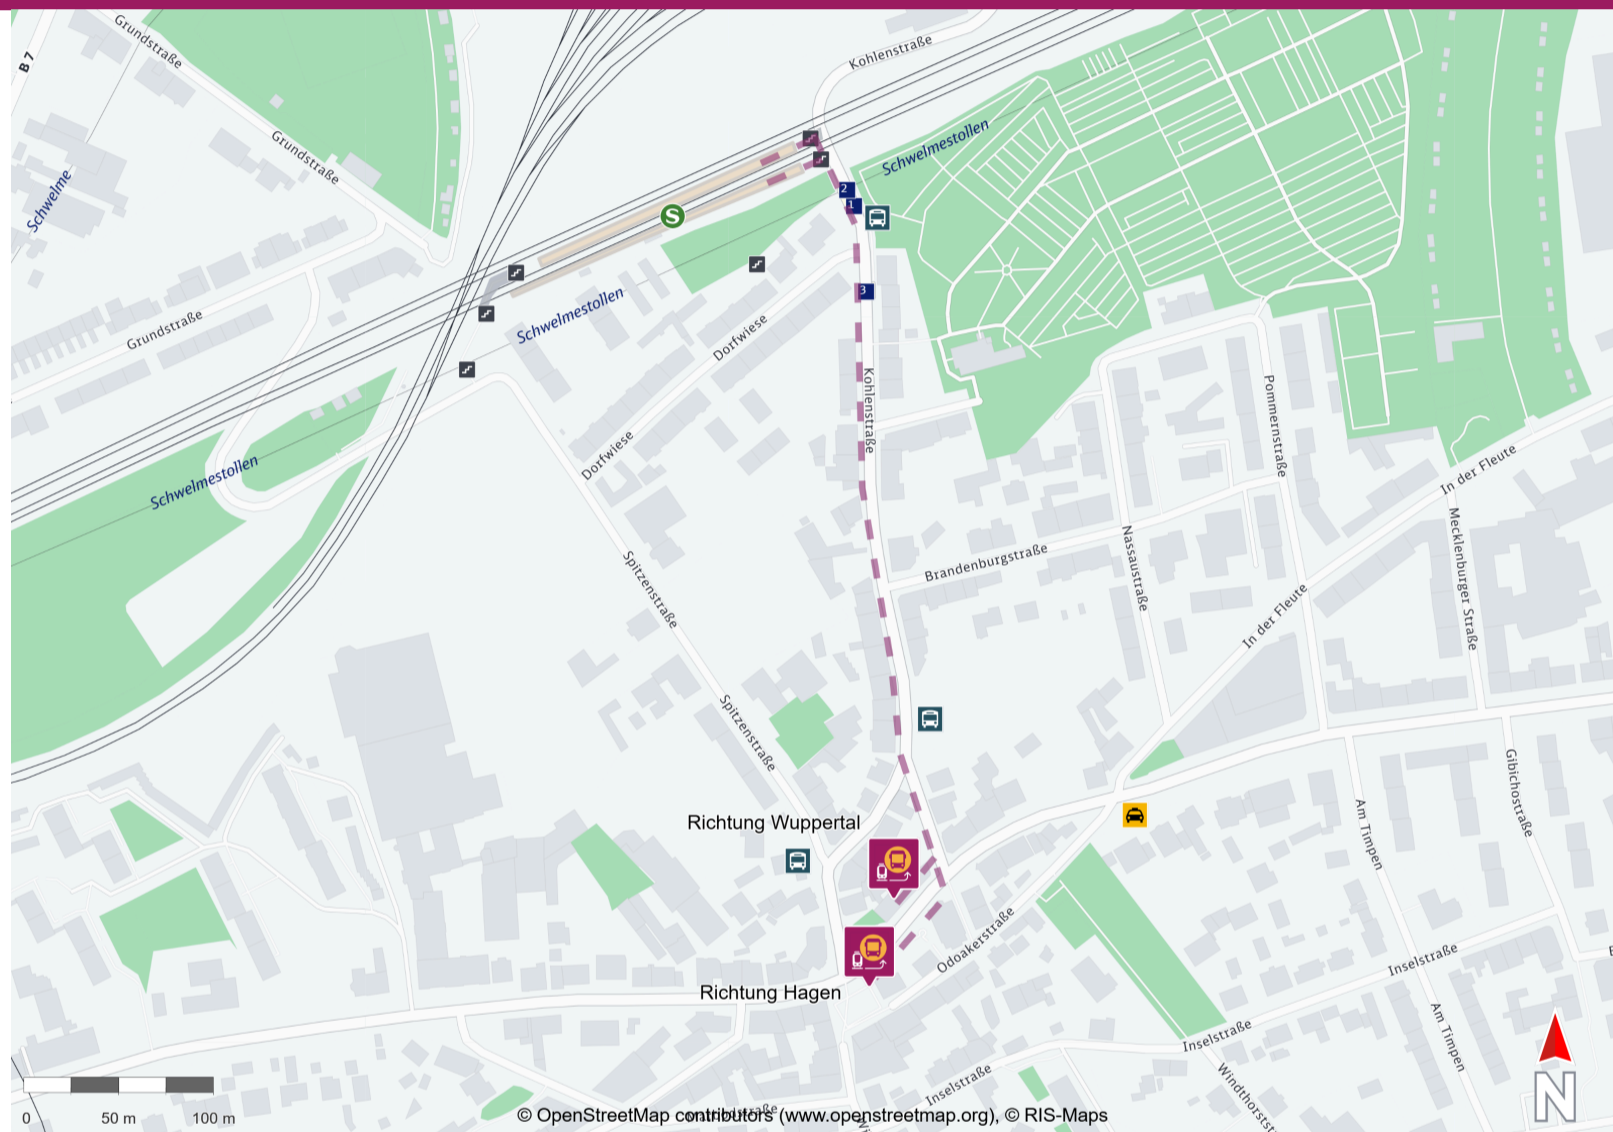 Grundstraße
B 7
Kohlenstraße
Grundstraße
Schwelmestollen
Schwelme
2
1
S
3
Schwelmestollen
Grundstraße
Dorfwiese
Kohlenstraße
Pommernstraße
Dorfwiese
Schwelmestollen
In der Fleute
Spitzenstraße
Brandenburgstraße
Nassaustraße
Mecklenburger Straße
In der Fleute
Spitzenstraße
Gibichostraße
Richtung Wuppertal
Am Timpen
Odoakerstraße
Inselstraße
Richtung Hagen
Am Timpen
Inselstraße
Inselstraße
N
0 50 m 100 m
© OpenStreetMap contributors (www.openstreetmap.org), © RIS-Maps